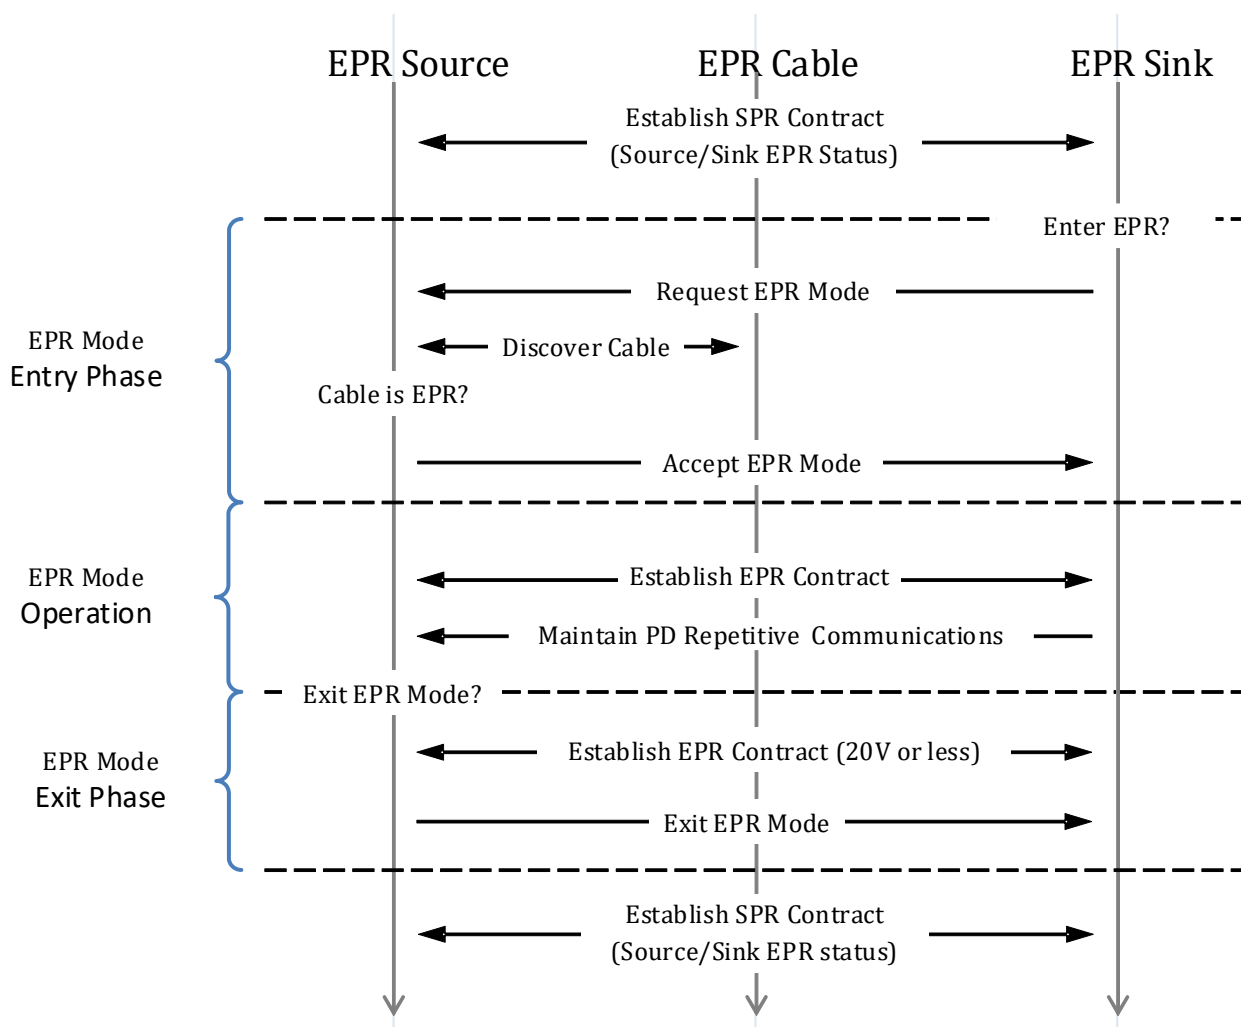 EPR Source
EPR Cable
EPR Sink
Establish SPR Contract
(Source/Sink EPR Status)
Enter EPR?
Request EPR Mode
EPR Mode
Entry Phase
Discover Cable
Cable is EPR?
Accept EPR Mode
EPR Mode
Operation
Establish EPR Contract
Maintain PD Repetitive Communications
Exit EPR Mode?
EPR Mode
Exit Phase
Establish EPR Contract (20V or less)
Exit EPR Mode
Establish SPR Contract
(Source/Sink EPR status)